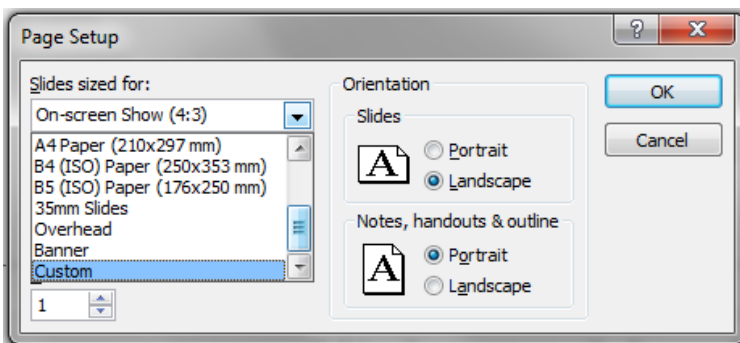 Page Setup
Slides sized for:
On-screen Show (4:3)
A4 Paper (210x297 mm)
B4 (ISO) Paper (250x353 mm)
B5 (ISO) Paper (176x250 mm)
35mm Slides
Overhead
Banner
Custom
1
Orientation
Slides
A
Portrait
Landscape
Notes, handouts & outline
A
Portrait
Landscape
OK
Cancel